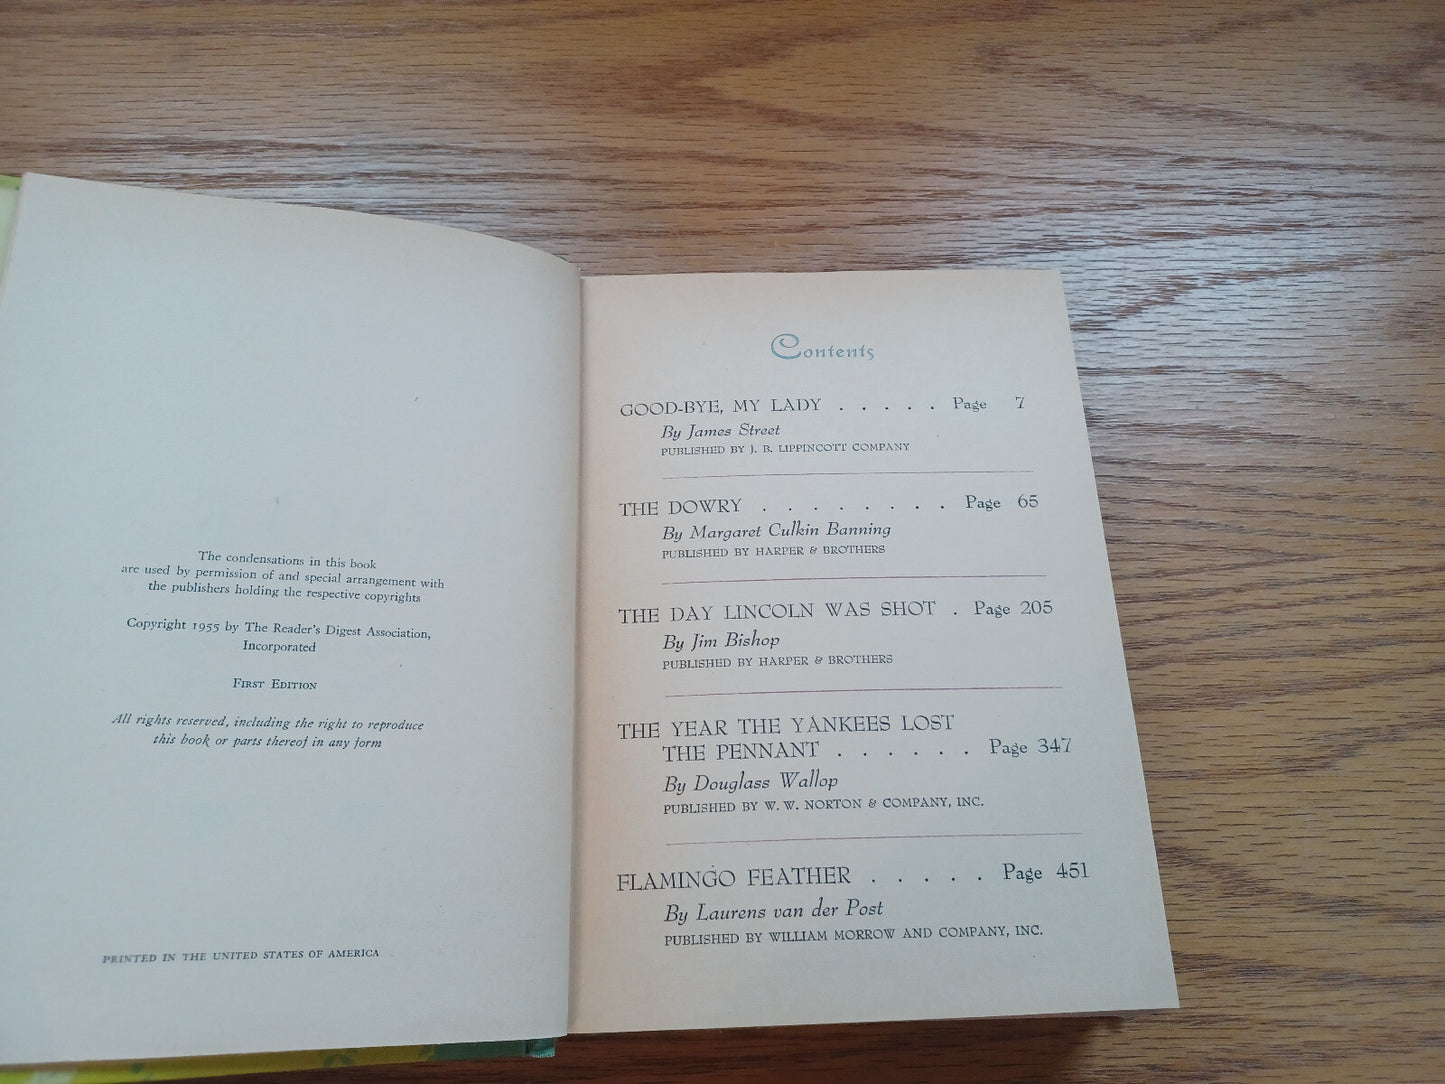 The condensations in this book
are used by permission of and special arrangement with
the publishers holding the respective copyrights
Copyright 1955 by The Reader's Digest Association,
Incorporated
First Edition
All rights reserved, including the right to reproduce
this book or parts thereof in any form
PRINTED IN THE UNITED STATES OF AMERICA
Contents
GOOD-BYE, MY LADY . . . . . Page 7
By James Street
PUBLISHED BY J. B. LIPPINCOTT COMPANY
THE DOWRY . . . . . . . . Page 65
By Margaret Culkin Banning
PUBLISHED BY HARPER & BROTHERS
THE DAY LINCOLN WAS SHOT . Page 205
By Jim Bishop
PUBLISHED BY HARPER & BROTHERS
THE YEAR THE YANKEES LOST
THE PENNANT . . . . . . Page 347
By Douglass Wallop
PUBLISHED BY W. W. NORTON & COMPANY, INC.
FLAMINGO FEATHER . . . . . Page 451
By Laurens van der Post
PUBLISHED BY WILLIAM MORROW AND COMPANY, INC.